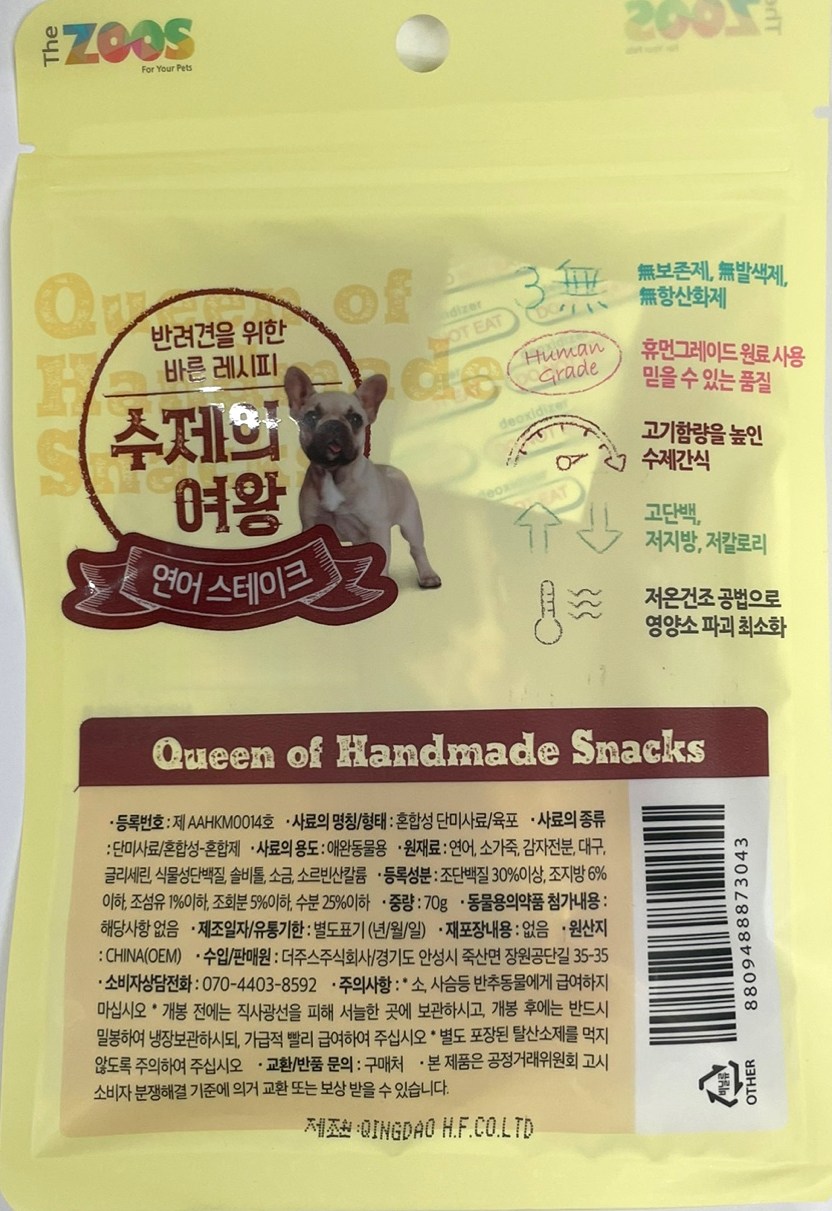 The ZOOS
For Your Pets
Queen of
Handmade
Snacks
반려견을 위한
바른 레시피
수제의
여왕
연어 스테이크
3無
無보존제, 無발색제,
無항산화제
Human
Grade
휴먼그레이드 원료 사용
믿을 수 있는 품질
고기함량을 높인
수제간식
고단백,
저지방, 저칼로리
저온건조 공법으로
영양소 파괴 최소화
Queen of Handmade Snacks
·등록번호 : 제 AAHKM0014호 ·사료의 명칭/형태 : 혼합성 단미사료/육포 ·사료의 종류
: 단미사료/혼합성-혼합제 ·사료의 용도 : 애완동물용 ·원재료 : 연어, 소가죽, 감자전분, 대구,
글리세린, 식물성단백질, 솔비톨, 소금, 소르빈산칼륨 ·등록성분 : 조단백질 30%이상, 조지방 6%
이하, 조섬유 1%이하, 조회분 5%이하, 수분 25%이하 ·중량 : 70g ·동물용의약품 첨가내용 :
해당사항 없음 ·제조일자/유통기한 : 별도표기 (년/월/일) ·재포장내용 : 없음 ·원산지
: CHINA(OEM) ·수입/판매원 : 더주스주식회사/경기도 안성시 죽산면 장원공단길 35-35
·소비자상담전화 : 070-4403-8592 ·주의사항 : * 소, 사슴등 반추동물에게 급여하지
마십시오 * 개봉 전에는 직사광선을 피해 서늘한 곳에 보관하시고, 개봉 후에는 반드시
밀봉하여 냉장보관하시되, 가급적 빨리 급여하여 주십시오 * 별도 포장된 탈산소제를 먹지
않도록 주의하여 주십시오 ·교환/반품 문의 : 구매처 ·본 제품은 공정거래위원회 고시
소비자 분쟁해결 기준에 의거 교환 또는 보상 받을 수 있습니다.
8809488873043
비닐류
OTHER
제조원 :QINGDAO H.F.CO.LTD